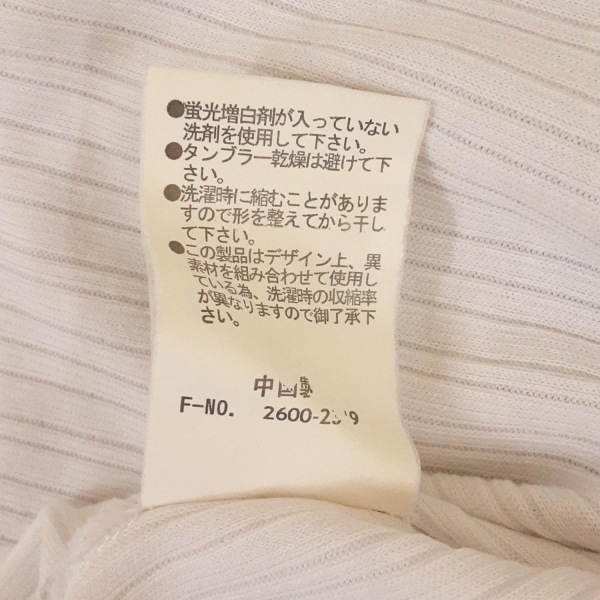 ●蛍光増白剤が入っていない
洗剤を使用して下さい。
●タンブラー乾燥は避けて下
さい。
●洗濯時に縮むことがありま
すので形を整えてから干し
て下さい。
●この製品はデザイン上、異
素材を組み合わせて使用し
ている為、洗濯時の収縮率
が異なりますので御了承下
さい。
中国製
F-NO.